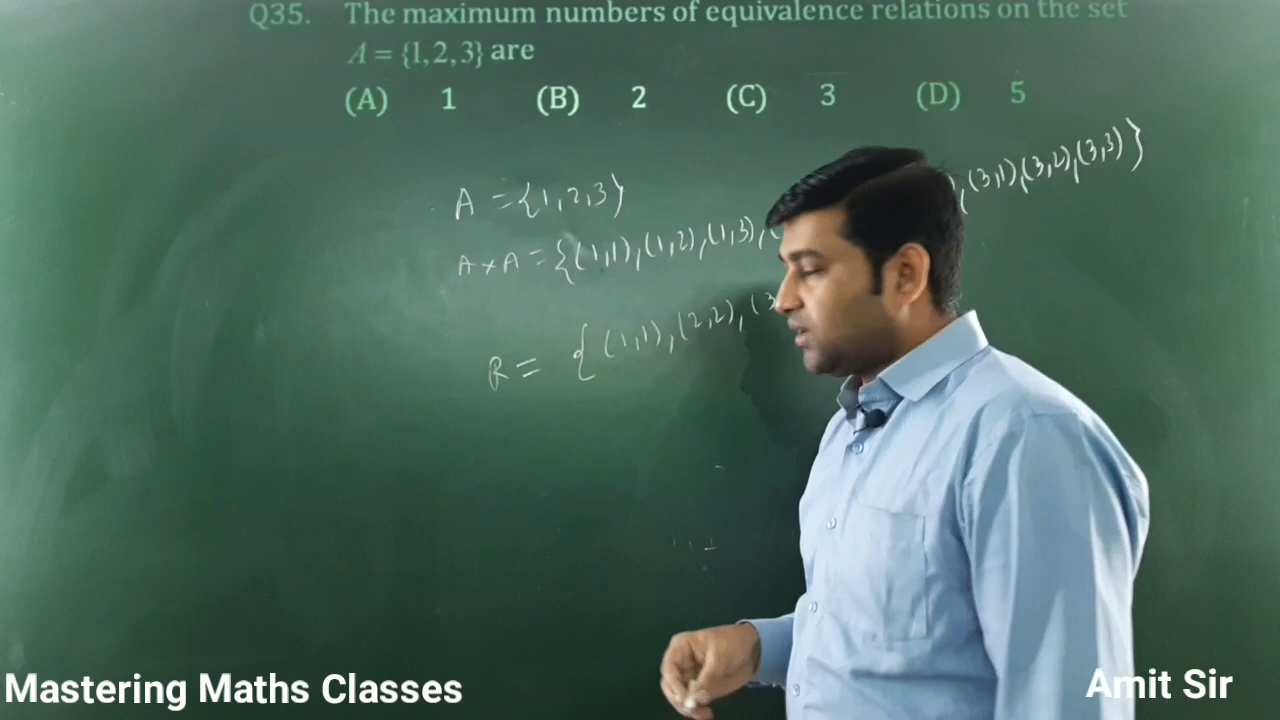 Q35. The maximum numbers of equivalence relations on the set
A = {1, 2, 3} are
(A) 1 (B) 2 (C) 3 (D) 5
A = {1,2,3}
A×A = {(1,1),(1,2),(1,3),( ,(3,1),(3,2),(3,3)}
R = {(1,1),(2,2),(3
Mastering Maths Classes
Amit Sir